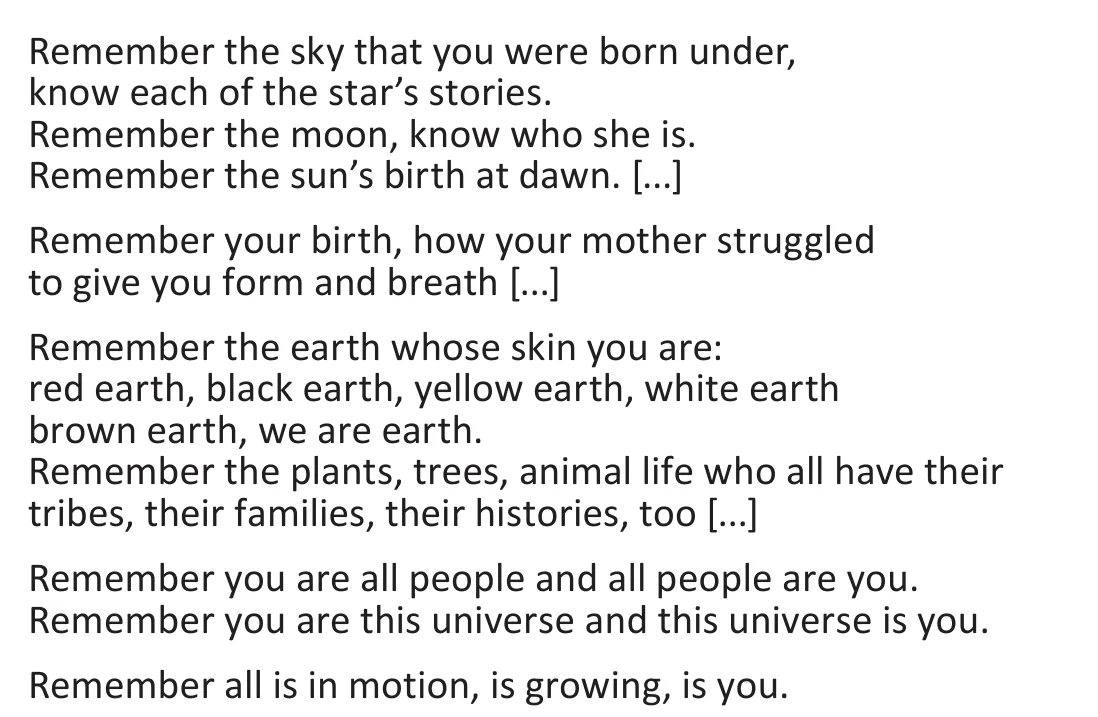 Remember the sky that you were born under,
know each of the star’s stories.
Remember the moon, know who she is.
Remember the sun’s birth at dawn. [...]
Remember your birth, how your mother struggled
to give you form and breath [...]
Remember the earth whose skin you are:
red earth, black earth, yellow earth, white earth
brown earth, we are earth.
Remember the plants, trees, animal life who all have their
tribes, their families, their histories, too [...]
Remember you are all people and all people are you.
Remember you are this universe and this universe is you.
Remember all is in motion, is growing, is you.